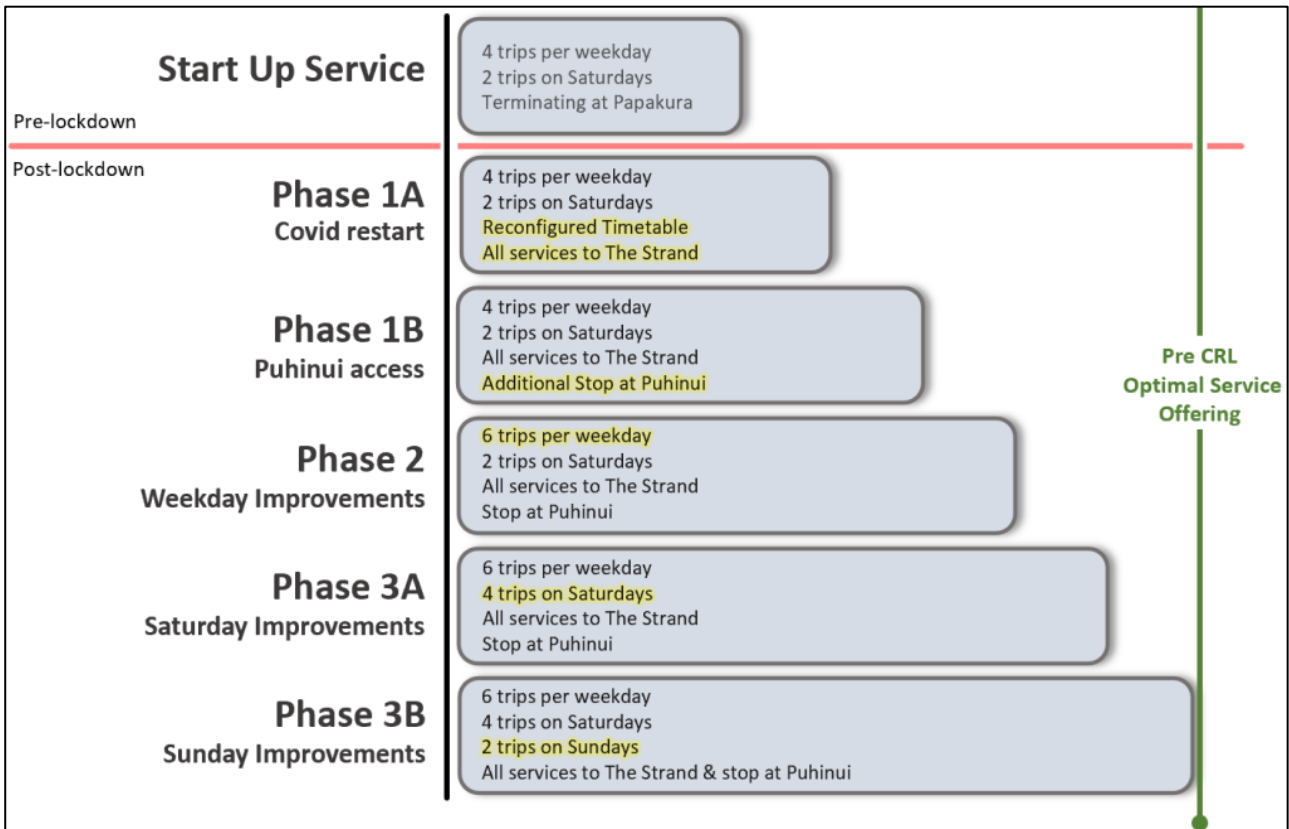 Start Up Service
4 trips per weekday
2 trips on Saturdays
Terminating at Papakura
Pre-lockdown
Post-lockdown
Phase 1A
Covid restart
4 trips per weekday
2 trips on Saturdays
Reconfigured Timetable
All services to The Strand
Phase 1B
Puhinui access
4 trips per weekday
2 trips on Saturdays
All services to The Strand
Additional Stop at Puhinui
Pre CRL
Optimal Service
Offering
Phase 2
Weekday Improvements
6 trips per weekday
2 trips on Saturdays
All services to The Strand
Stop at Puhinui
Phase 3A
Saturday Improvements
6 trips per weekday
4 trips on Saturdays
All services to The Strand
Stop at Puhinui
Phase 3B
Sunday Improvements
6 trips per weekday
4 trips on Saturdays
2 trips on Sundays
All services to The Strand & stop at Puhinui